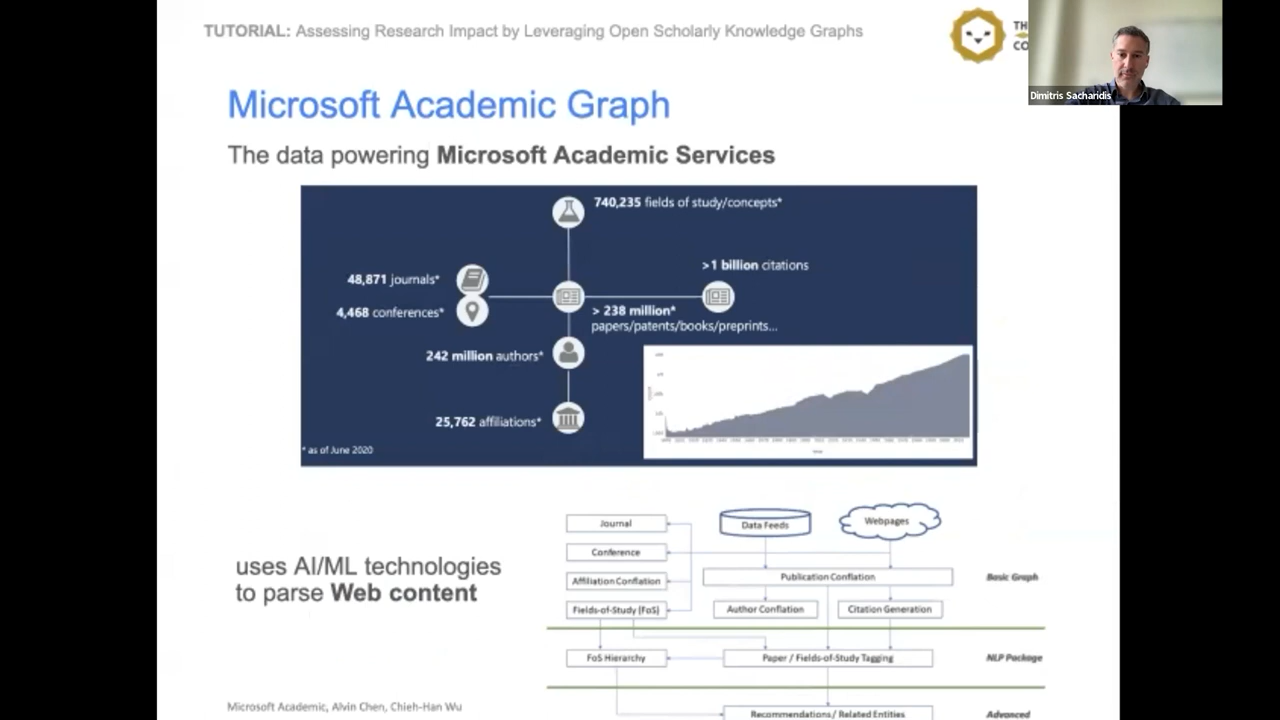 TUTORIAL: Assessing Research Impact by Leveraging Open Scholarly Knowledge Graphs
TH
CO
Dimitris Sacharidis
Microsoft Academic Graph
The data powering Microsoft Academic Services
740,235 fields of study/concepts*
>1 billion citations
48,871 journals*
4,468 conferences*
> 238 million*
papers/patents/books/preprints...
242 million authors*
25,762 affiliations*
* as of June 2020
uses AI/ML technologies
to parse Web content
Journal
Data Feeds
Webpages
Conference
Affiliation Conflation
Publication Conflation
Basic Graph
Fields-of-Study (FoS)
Author Conflation
Citation Generation
FoS Hierarchy
Paper / Fields-of-Study Tagging
NLP Package
Recommendations / Related Entities
Advanced
Microsoft Academic, Alvin Chen, Chieh-Han Wu